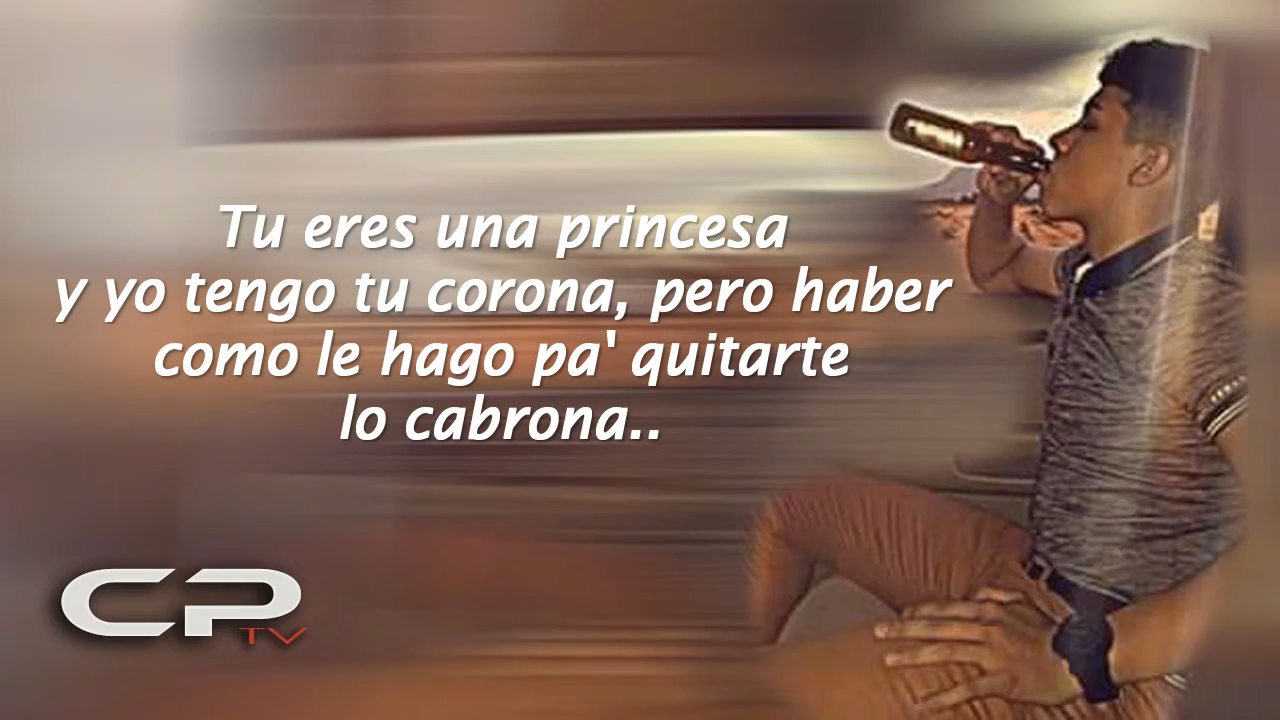 Tu eres una princesa
y yo tengo tu corona, pero haber
como le hago pa' quitarte
lo cabrona..
CP
TV